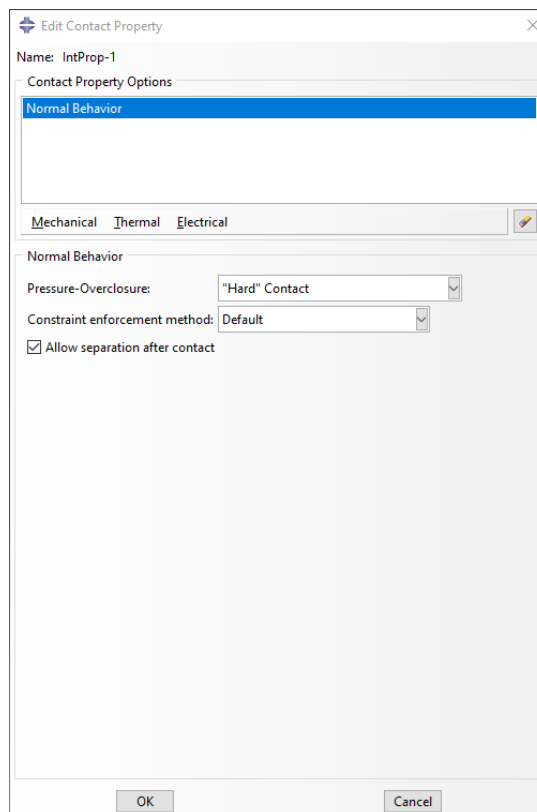 Edit Contact Property
Name: IntProp-1
Contact Property Options
Normal Behavior
Mechanical Thermal Electrical
Normal Behavior
Pressure-Overclosure: "Hard" Contact
Constraint enforcement method: Default
Allow separation after contact
OK Cancel